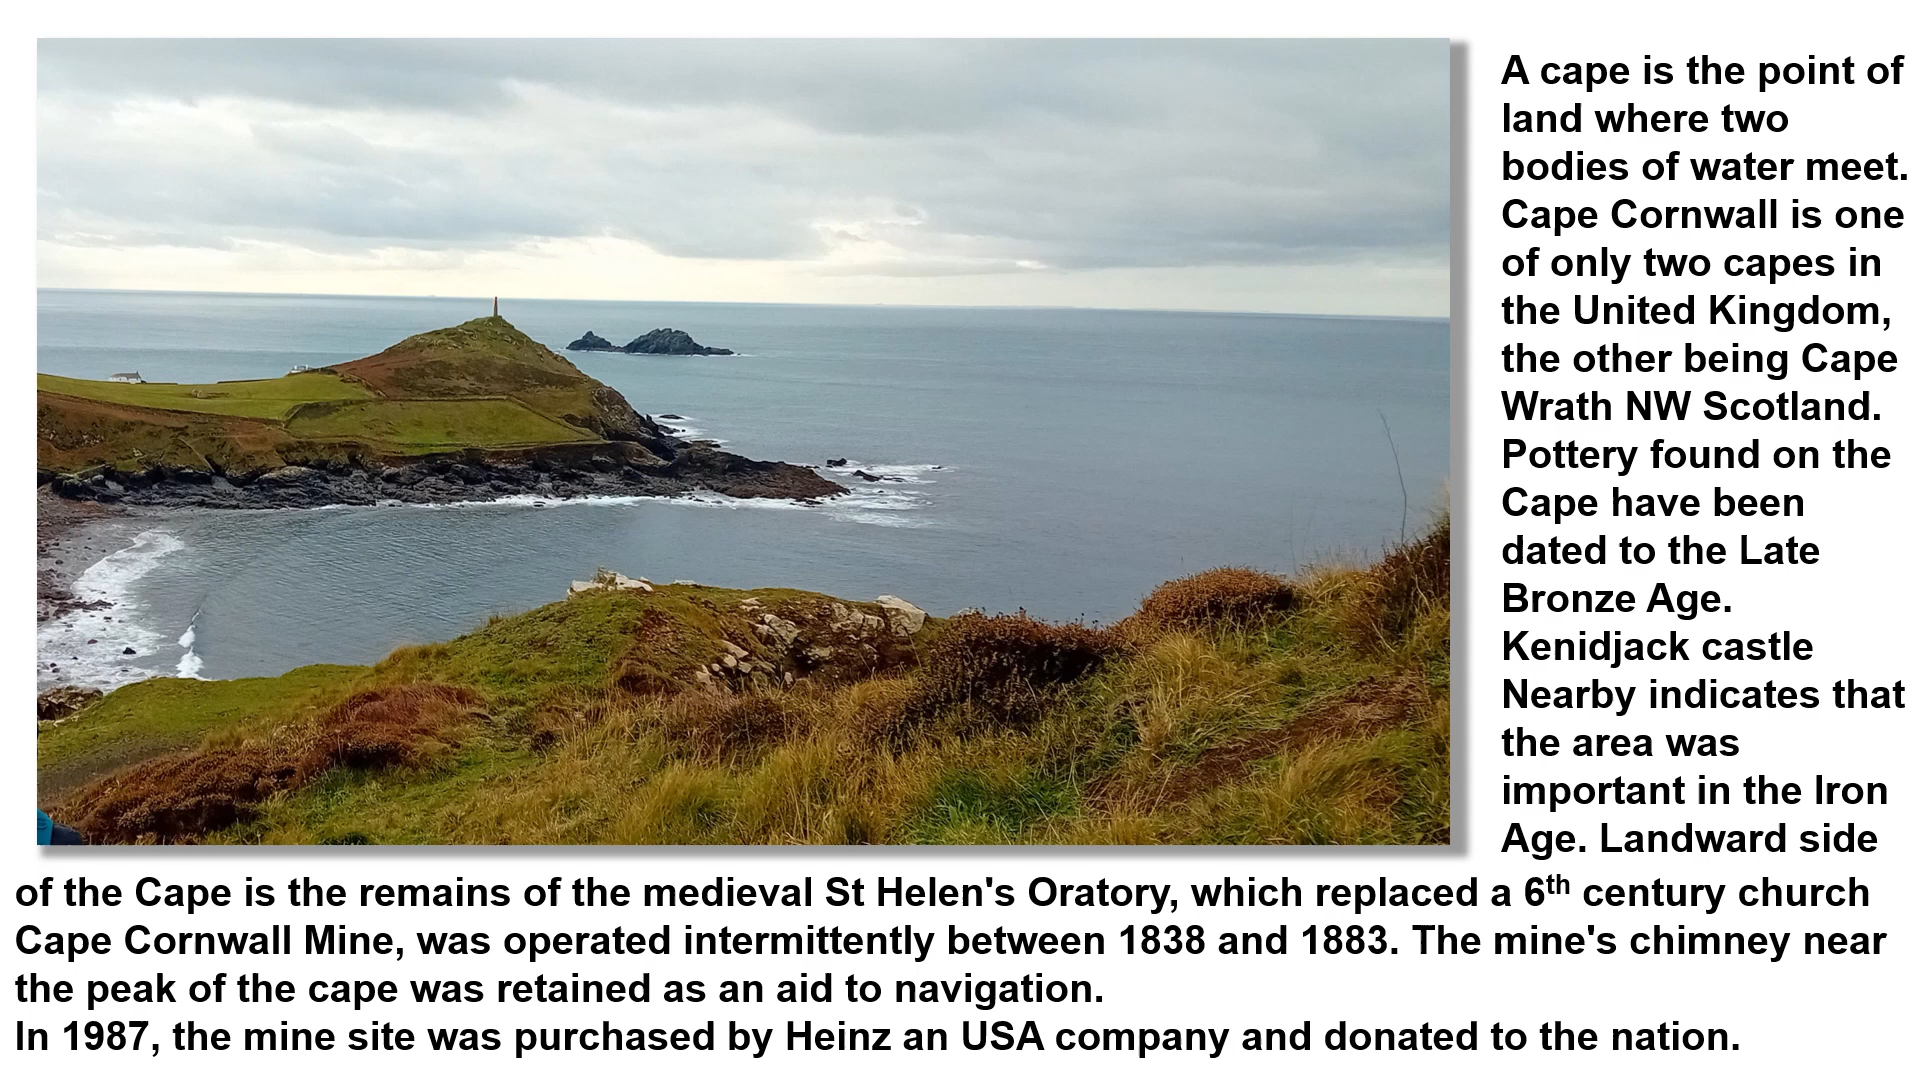 A cape is the point of
land where two
bodies of water meet.
Cape Cornwall is one
of only two capes in
the United Kingdom,
the other being Cape
Wrath NW Scotland.
Pottery found on the
Cape have been
dated to the Late
Bronze Age.
Kenidjack castle
Nearby indicates that
the area was
important in the Iron
Age. Landward side
of the Cape is the remains of the medieval St Helen's Oratory, which replaced a 6th century church
Cape Cornwall Mine, was operated intermittently between 1838 and 1883. The mine's chimney near
the peak of the cape was retained as an aid to navigation.
In 1987, the mine site was purchased by Heinz an USA company and donated to the nation.